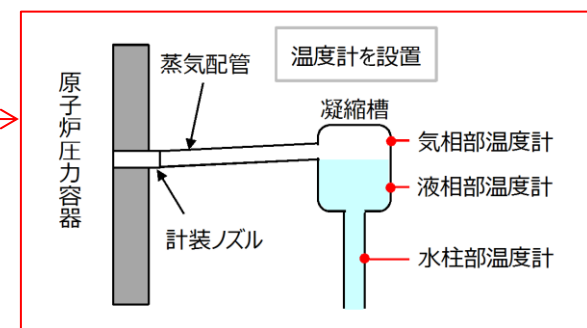 温度計を設置
蒸気配管
原子炉圧力容器
凝縮槽
気相部温度計
液相部温度計
計装ノズル
水柱部温度計